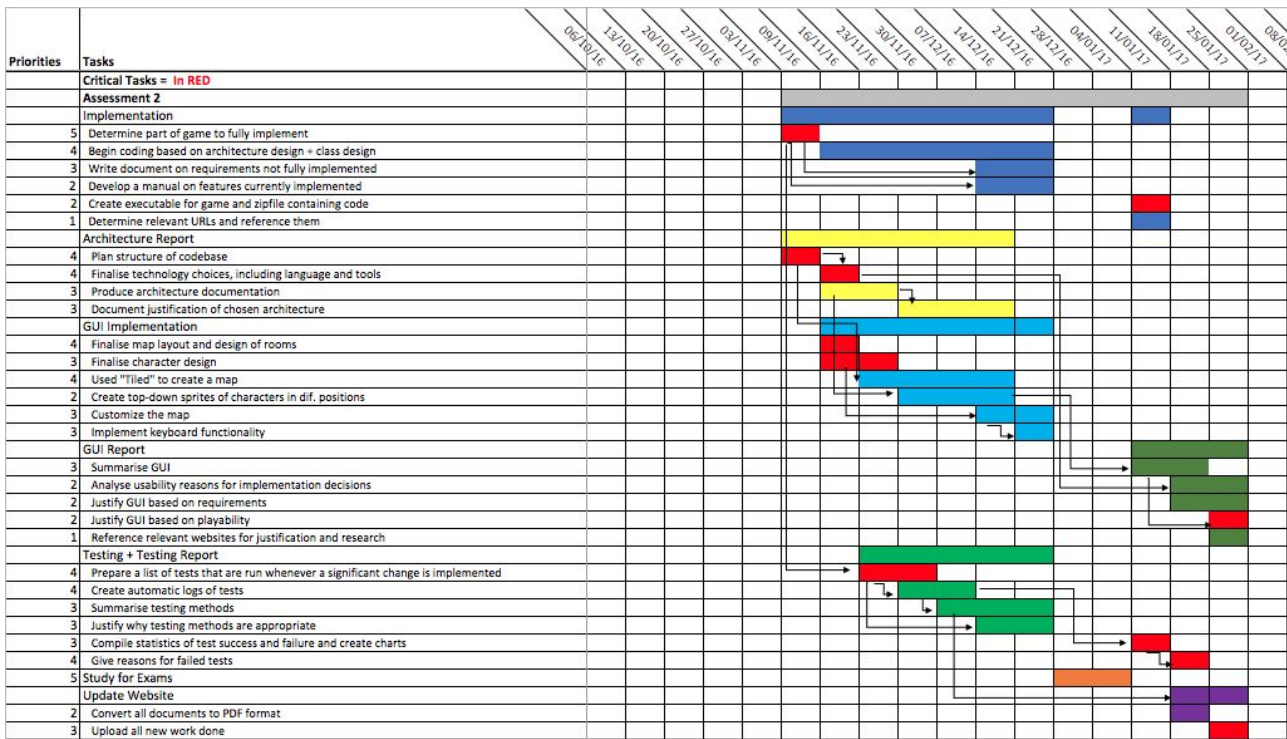 06/10/16
13/10/16
20/10/16
27/10/16
03/11/16
09/11/16
16/11/16
23/11/16
30/11/16
07/12/16
14/12/16
21/12/16
28/12/16
04/01/17
11/01/17
18/01/17
25/01/17
01/02/17
08/0
Priorities Tasks
Critical Tasks = In RED
Assessment 2
Implementation
5 Determine part of game to fully implement
4 Begin coding based on architecture design + class design
3 Write document on requirements not fully implemented
2 Develop a manual on features currently implemented
2 Create executable for game and zipfile containing code
1 Determine relevant URLs and reference them
Architecture Report
4 Plan structure of codebase
4 Finalise technology choices, including language and tools
3 Produce architecture documentation
3 Document justification of chosen architecture
GUI Implementation
4 Finalise map layout and design of rooms
3 Finalise character design
4 Used "Tiled" to create a map
2 Create top-down sprites of characters in dif. positions
3 Customize the map
3 Implement keyboard functionality
GUI Report
3 Summarise GUI
2 Analyse usability reasons for implementation decisions
2 Justify GUI based on requirements
2 Justify GUI based on playability
1 Reference relevant websites for justification and research
Testing + Testing Report
4 Prepare a list of tests that are run whenever a significant change is implemented
4 Create automatic logs of tests
3 Summarise testing methods
3 Justify why testing methods are appropriate
3 Compile statistics of test success and failure and create charts
4 Give reasons for failed tests
5 Study for Exams
Update Website
2 Convert all documents to PDF format
3 Upload all new work done